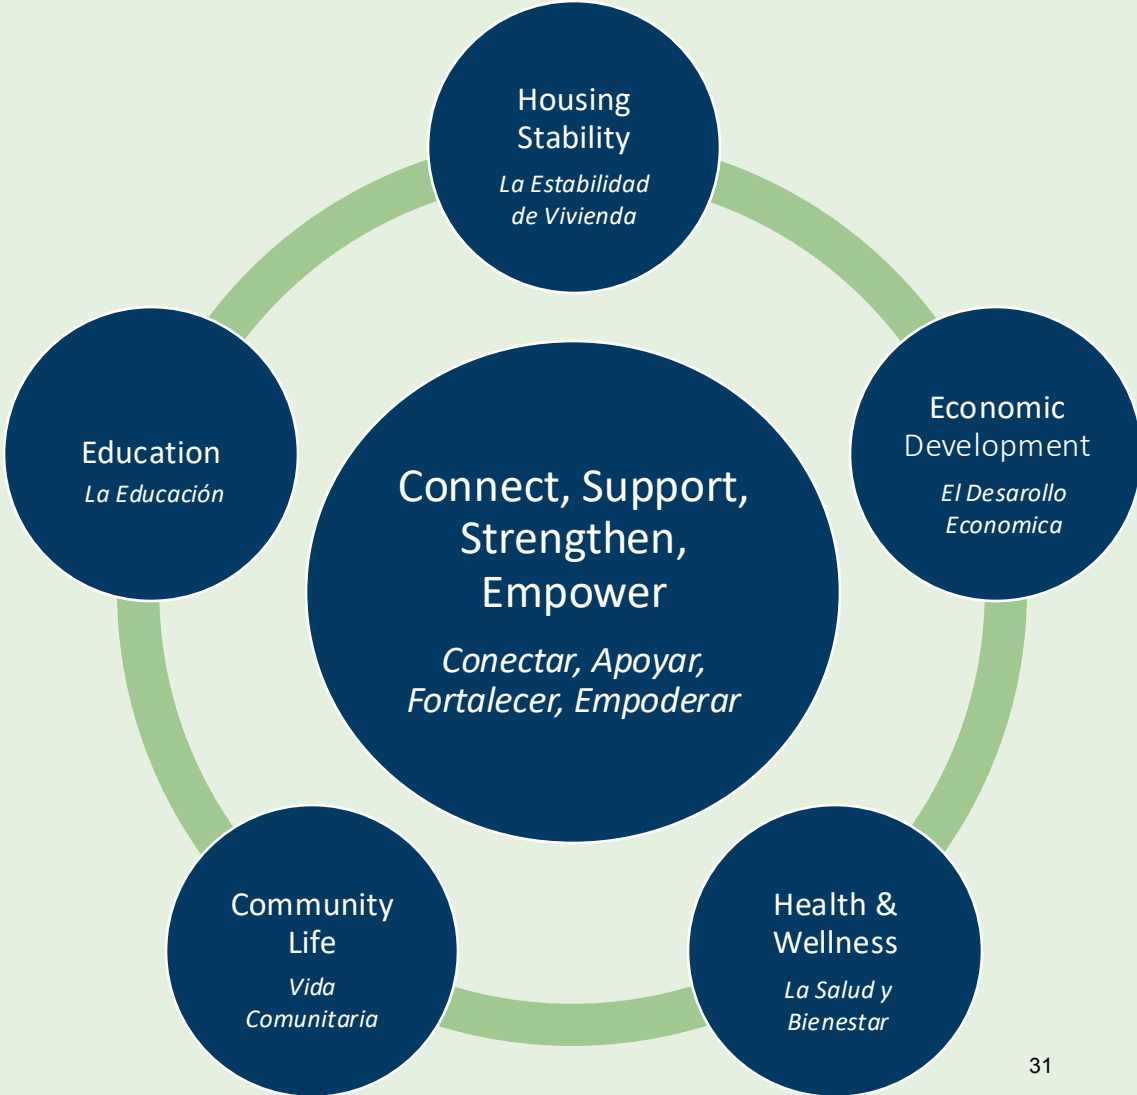 Housing
Stability
La Estabilidad
de Vivienda
Economic
Development
El Desarollo
Economica
Education
La Educación
Connect, Support,
Strengthen,
Empower
Conectar, Apoyar,
Fortalecer, Empoderar
Community
Life
Vida
Comunitaria
Health &
Wellness
La Salud y
Bienestar
31